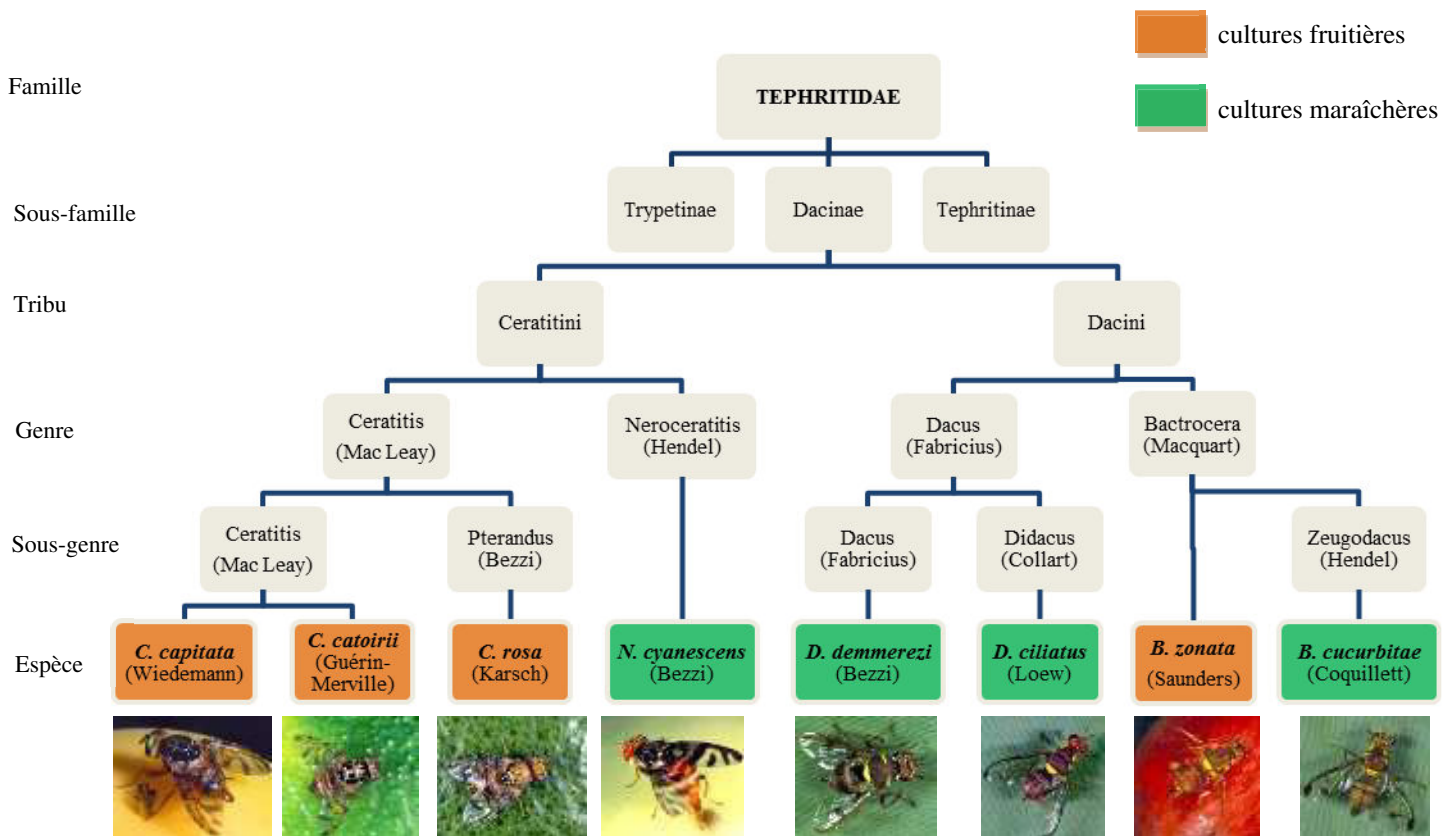 cultures fruitières
cultures maraîchères
Famille
TEPHRITIDAE
Sous-famille
Trypetinae
Dacinae
Tephritinae
Tribu
Ceratitini
Dacini
Genre
Ceratitis
(Mac Leay)
Neroceratitis
(Hendel)
Dacus
(Fabricius)
Bactrocera
(Macquart)
Sous-genre
Ceratitis
(Mac Leay)
Pterandus
(Bezzi)
Dacus
(Fabricius)
Didacus
(Collart)
Zeugodacus
(Hendel)
Espèce
C. capitata
(Wiedemann)
C. catoirii
(Guérin-
Merville)
C. rosa
(Karsch)
N. cyanescens
(Bezzi)
D. demmerezi
(Bezzi)
D. ciliatus
(Loew)
B. zonata
(Saunders)
B. cucurbitae
(Coquillett)